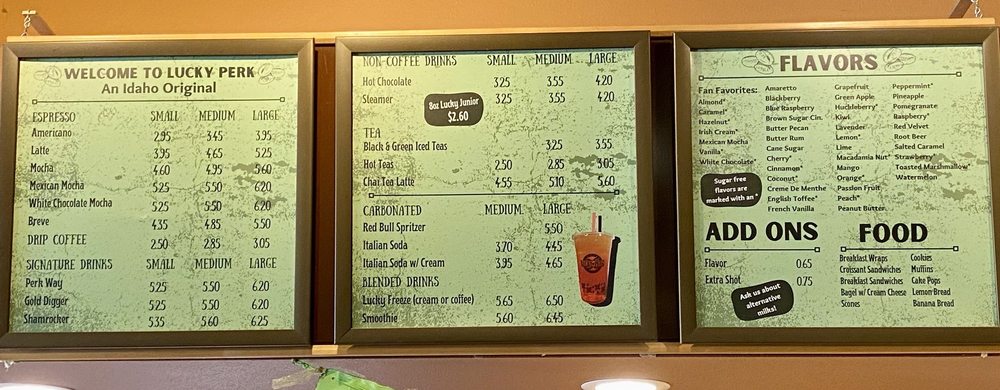 WELCOME TO LUCKY PERK
An Idaho Original
ESPRESSO SMALL MEDIUM LARGE
Americano 2.95 3.45 3.95
Latte 3.95 4.65 5.25
Mocha 4.60 4.95 5.60
Mexican Mocha 5.25 5.50 6.20
White Chocolate Mocha 5.25 5.50 6.20
Breve 4.35 4.85 5.50
DRIP COFFEE 2.50 2.85 3.05
SIGNATURE DRINKS SMALL MEDIUM LARGE
Perk Way 5.25 5.50 6.20
Gold Digger 5.25 5.50 6.20
Shamrocker 5.35 5.60 6.25
NON-COFFEE DRINKS SMALL MEDIUM LARGE
Hot Chocolate 3.25 3.55 4.20
Steamer 3.25 3.55 4.20
8oz Lucky Junior
$2.60
TEA
Black & Green Iced Teas 3.25 3.55
Hot Teas 2.50 2.85 3.05
Chai Tea Latte 4.55 5.10 5.60
CARBONATED MEDIUM LARGE
Red Bull Spritzer 5.50
Italian Soda 3.70 4.45
Italian Soda w/ Cream 3.95 4.65
BLENDED DRINKS
Lucky Freeze (cream or coffee) 5.65 6.50
Smoothie 5.60 6.45
FLAVORS
Fan Favorites:
Almond*
Caramel*
Hazelnut*
Irish Cream*
Mexican Mocha
Vanilla*
White Chocolate*
Sugar free
flavors are
marked with an *
Amaretto
Blackberry
Blue Raspberry
Brown Sugar Cin.
Butter Pecan
Butter Rum
Cane Sugar
Cherry*
Cinnamon*
Coconut*
Creme De Menthe
English Toffee*
French Vanilla
Grapefruit
Green Apple
Huckleberry*
Kiwi
Lavender
Lemon*
Lime
Macadamia Nut*
Mango
Orange*
Passion Fruit
Peach*
Peanut Butter
Peppermint*
Pineapple
Pomegranate
Raspberry*
Red Velvet
Root Beer
Salted Caramel
Strawberry*
Toasted Marshmallow*
Watermelon
ADD ONS
Flavor 0.65
Extra Shot 0.75
Ask us about
alternative
milks!
FOOD
Breakfast Wraps
Croissant Sandwiches
Breakfast Sandwiches
Bagel w/ Cream Cheese
Scones
Cookies
Muffins
Cake Pops
Lemon Bread
Banana Bread